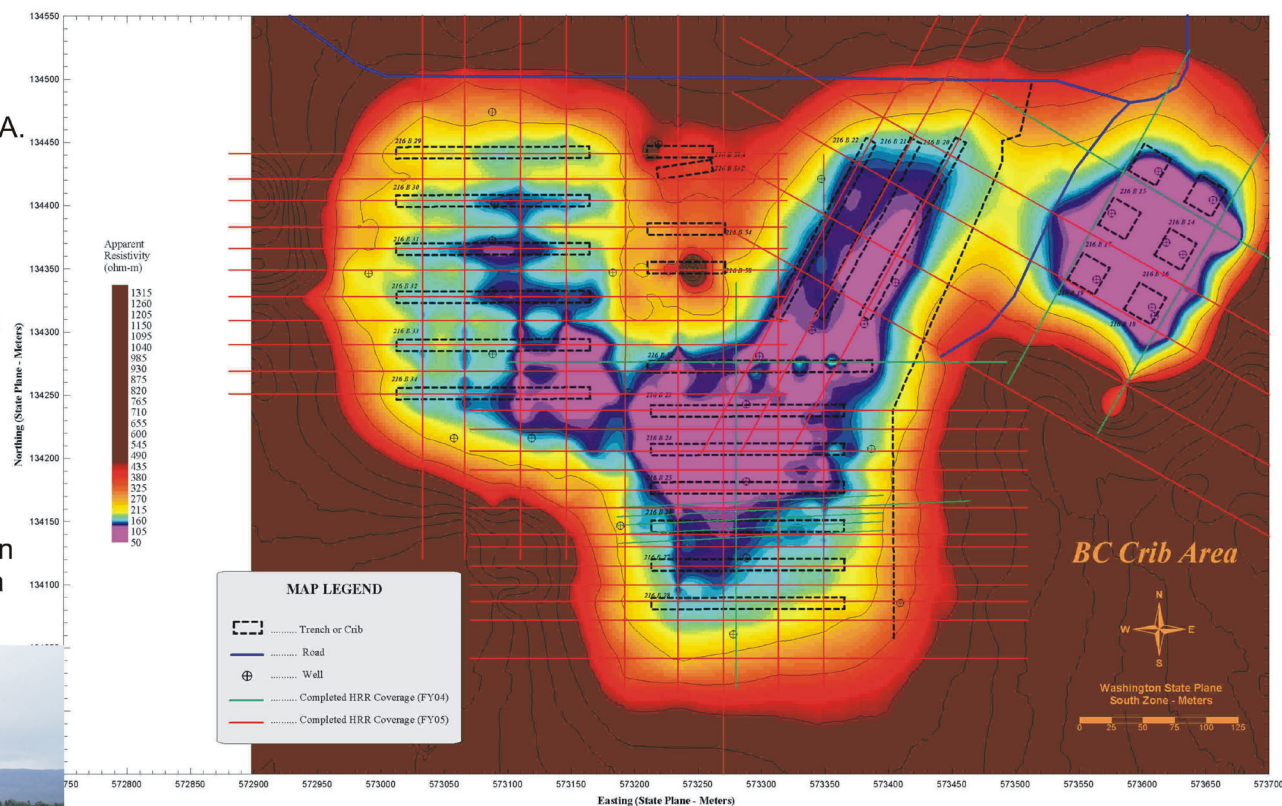 A.
n
a
134550
134500
134450
134400
134350
134300
134250
134200
134150
134100
Northing (State Plane - Meters)
Apparent
Resistivity
(ohm-m)
1315
1260
1205
1150
1095
1040
985
930
875
820
765
710
655
600
545
490
435
380
325
270
215
160
105
50
216 B 29
216 B 30
216 B 31
216 B 32
216 B 33
216 B 34
216 B 54
216 B 22
216 B 21
216 B 20
216 B 23
216 B 24
216 B 25
216 B 28
216 B 15
216 B 14
216 B 17
216 B 16
216 B 18
BC Crib Area
N
W
E
S
Washington State Plane
South Zone - Meters
0 25 50 75 100 125
MAP LEGEND
.......... Trench or Crib
.......... Road
.......... Well
.......... Completed HRR Coverage (FY04)
.......... Completed HRR Coverage (FY05)
750 572800 572850 572900 572950 573000 573050 573100 573150 573200 573250 573300 573350 573400 573450 573500 573550 573600 573650 573700
Easting (State Plane - Meters)